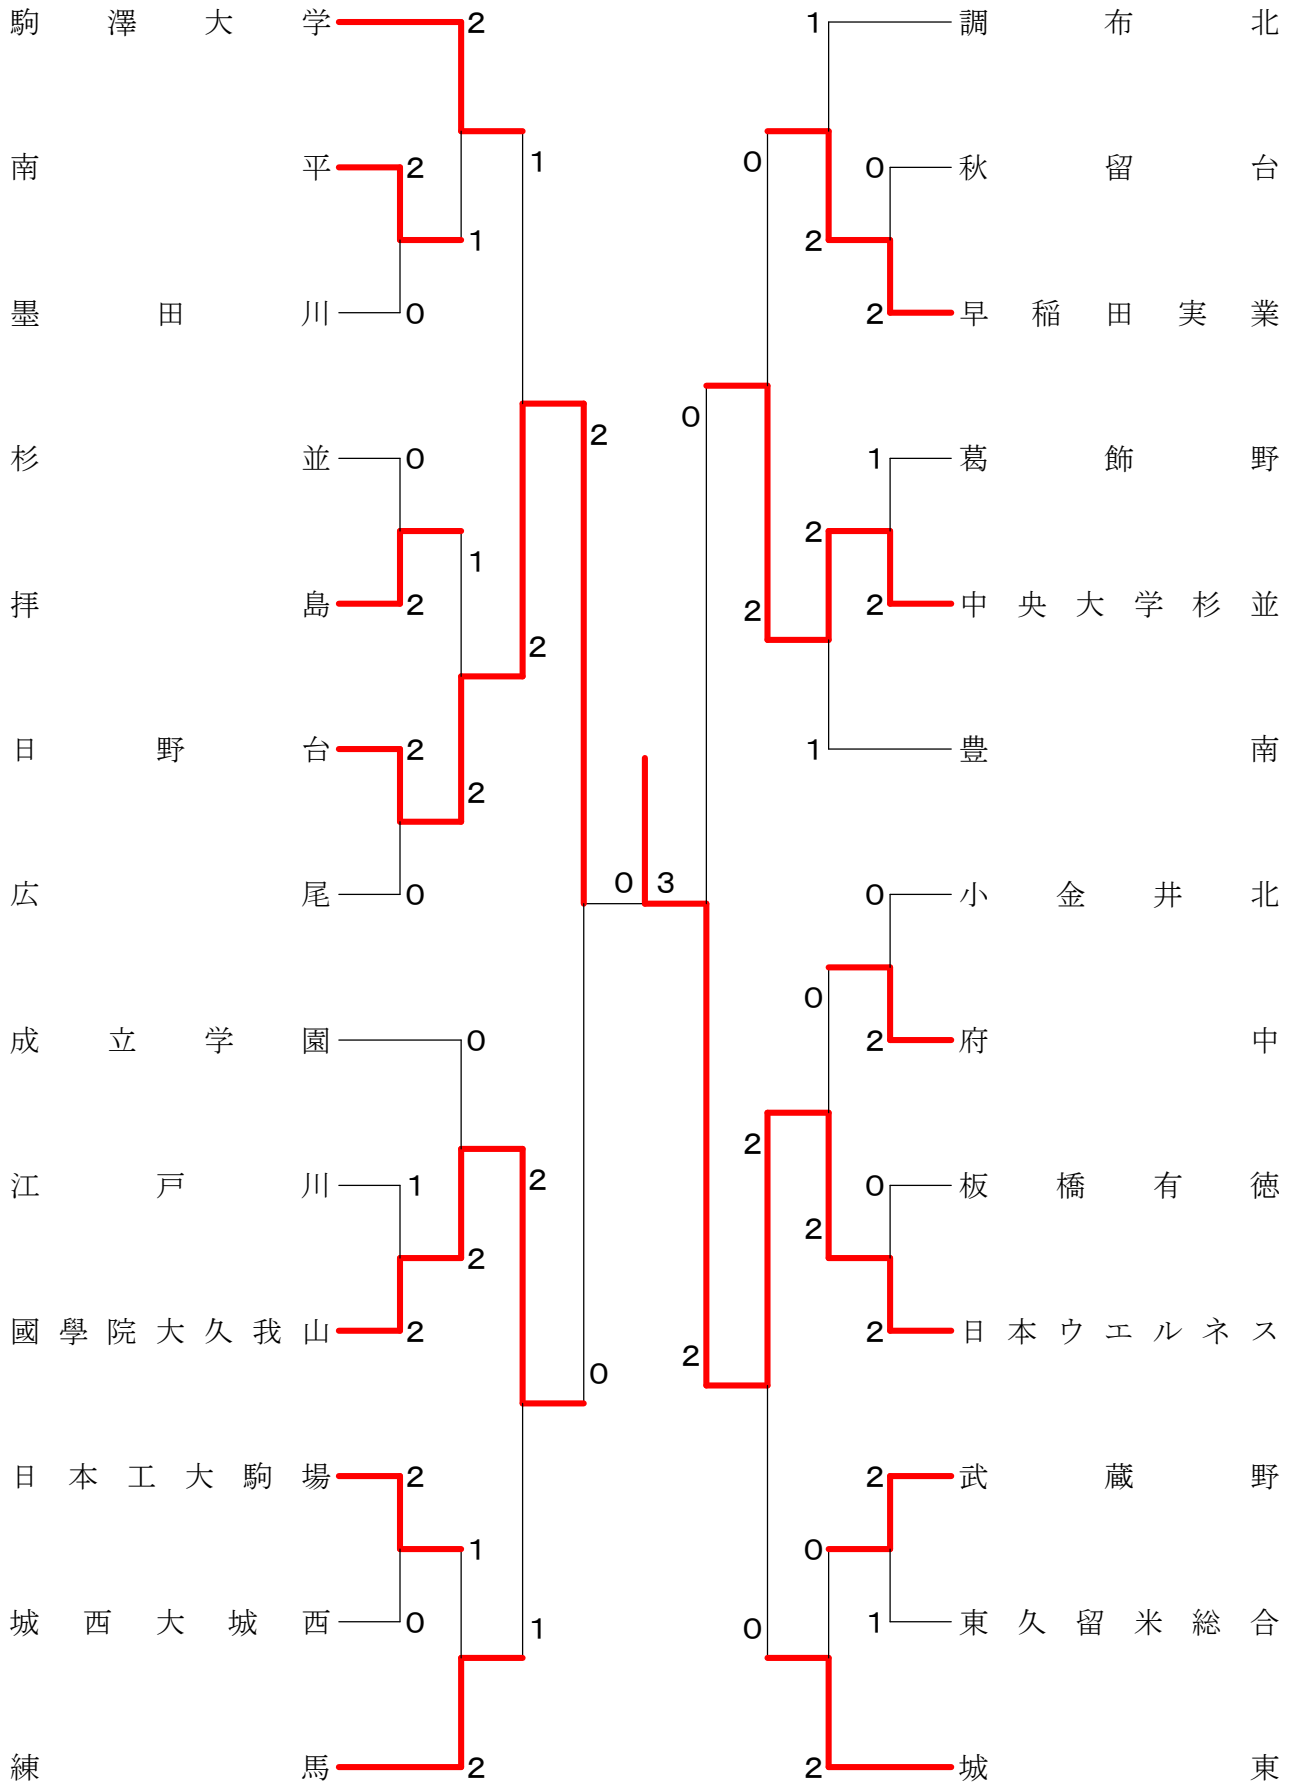 駒澤大学 2 1 調布北
1 0
南平 2 0 秋留台
1 2
墨田川 0 2 早稲田実業
2 0
杉並 0 1 葛飾野
1 2
拝島 2 2 中央大学杉並
2 2
日野台 2 1 豊南
2
0 3
広尾 0 0 小金井北
0
成立学園 0 2 府中
2 2
江戸川 1 0 板橋有徳
2 2
國學院大久我山 2 2 日本ウエルネス
0 2
日本工大駒場 2 2 武蔵野
1 0
城西大城西 0 1 東久留米総合
1 0
練馬 2 2 城東